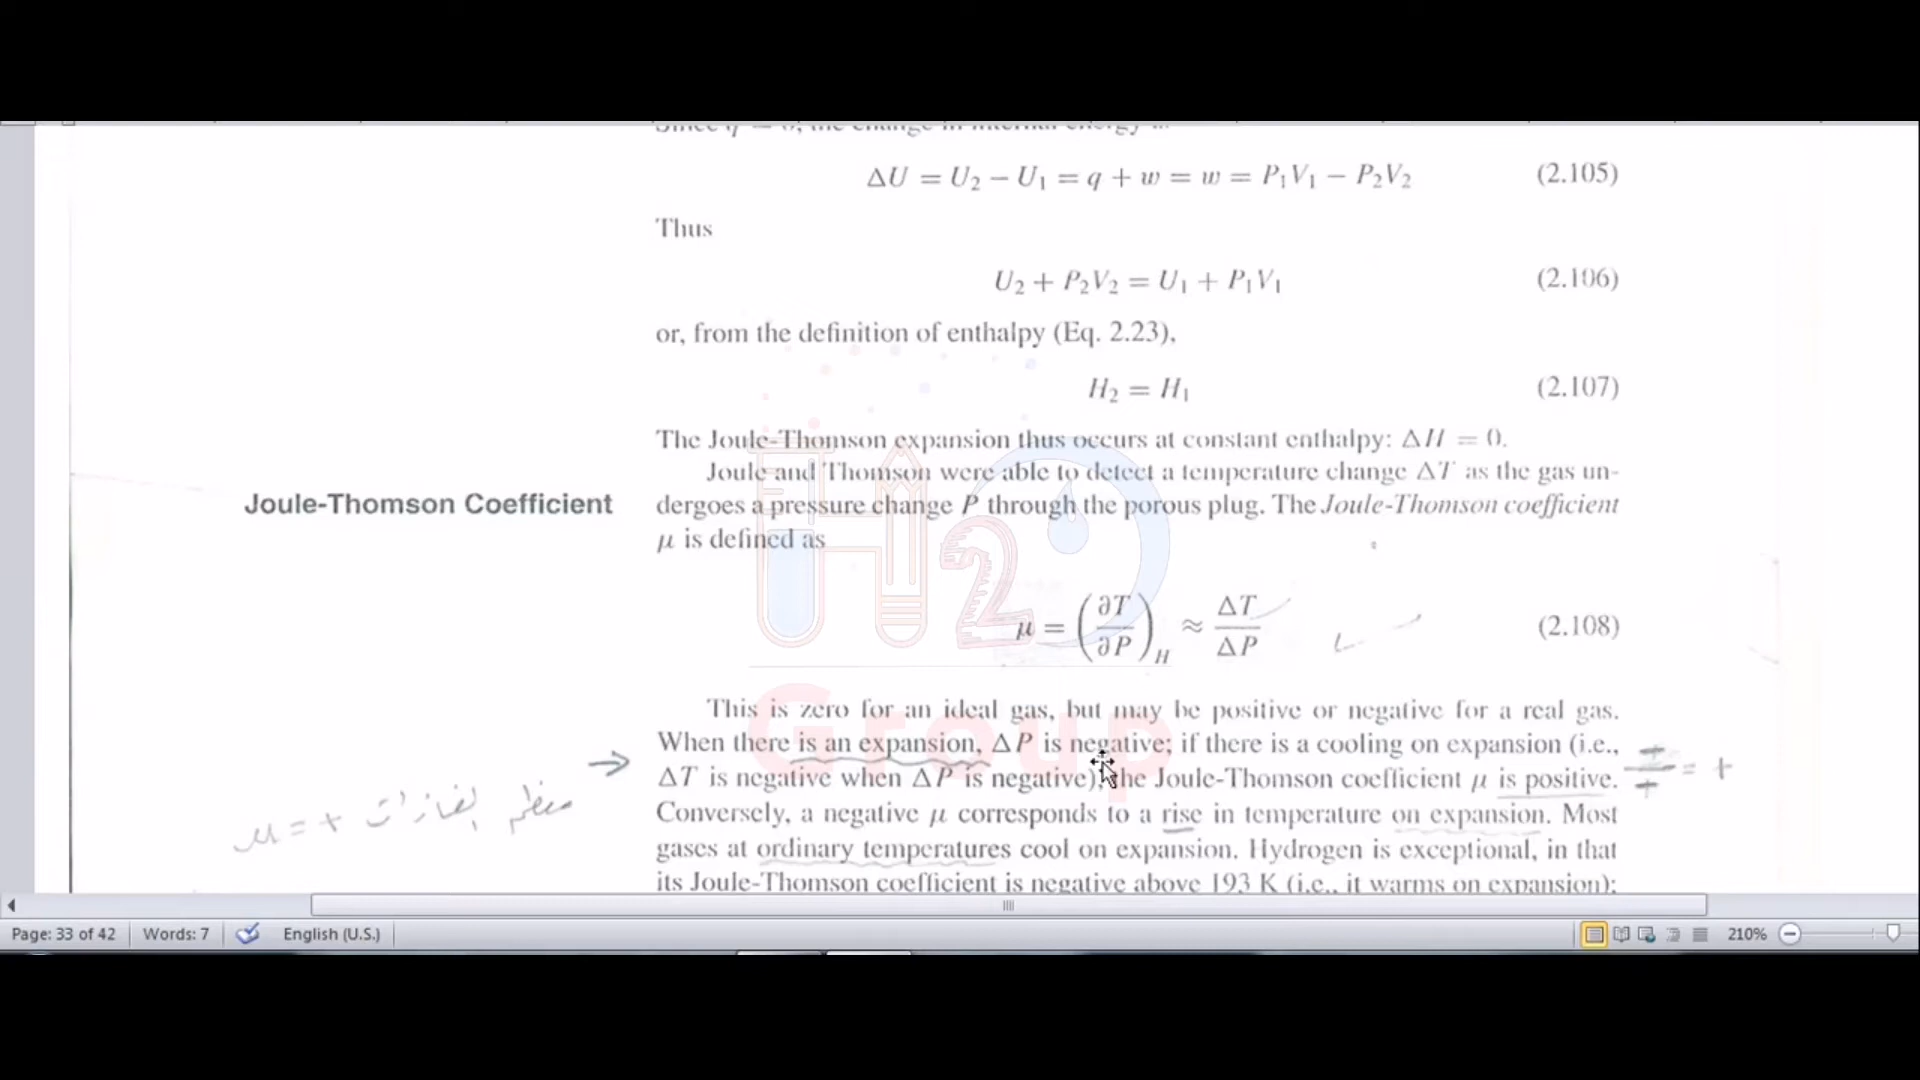 ΔU = U₂ − U₁ = q + w = w = P₁V₁ − P₂V₂ (2.105)
Thus
U₂ + P₂V₂ = U₁ + P₁V₁ (2.106)
or, from the definition of enthalpy (Eq. 2.23),
H₂ = H₁ (2.107)
The Joule-Thomson expansion thus occurs at constant enthalpy: ΔH = 0.
Joule and Thomson were able to detect a temperature change ΔT as the gas un-
Joule-Thomson Coefficient
dergoes a pressure change P through the porous plug. The Joule-Thomson coefficient
μ is defined as
μ = (∂T/∂P)_H ≈ ΔT/ΔP (2.108)
This is zero for an ideal gas, but may be positive or negative for a real gas.
When there is an expansion, ΔP is negative; if there is a cooling on expansion (i.e.,
ΔT is negative when ΔP is negative), the Joule-Thomson coefficient μ is positive.
= +
Conversely, a negative μ corresponds to a rise in temperature on expansion. Most
معظم الغازات μ = +
gases at ordinary temperatures cool on expansion. Hydrogen is exceptional, in that
its Joule-Thomson coefficient is negative above 193 K (i.e., it warms on expansion);
H2O
Group
Page: 33 of 42 Words: 7 English (U.S.) 210%